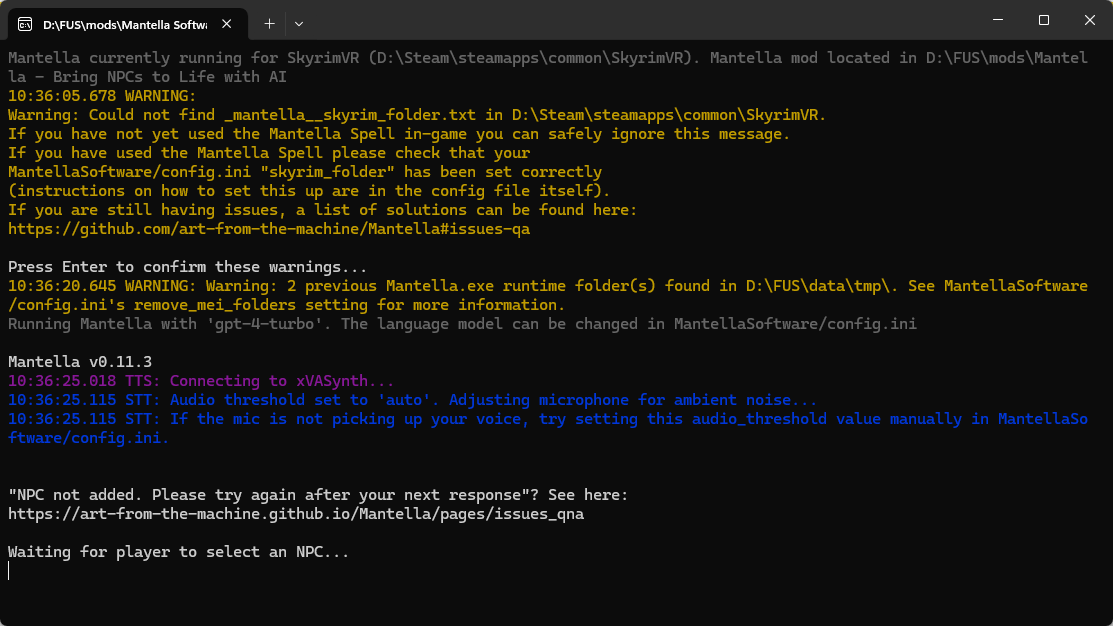 D:\FUS\mods\Mantella Softwa
Mantella currently running for SkyrimVR (D:\Steam\steamapps\common\SkyrimVR). Mantella mod located in D:\FUS\mods\Mantel
la - Bring NPCs to Life with AI
10:36:05.678 WARNING:
Warning: Could not find _mantella__skyrim_folder.txt in D:\Steam\steamapps\common\SkyrimVR.
If you have not yet used the Mantella Spell in-game you can safely ignore this message.
If you have used the Mantella Spell please check that your
MantellaSoftware/config.ini "skyrim_folder" has been set correctly
(instructions on how to set this up are in the config file itself).
If you are still having issues, a list of solutions can be found here:
https://github.com/art-from-the-machine/Mantella#issues-qa
Press Enter to confirm these warnings...
10:36:20.645 WARNING: Warning: 2 previous Mantella.exe runtime folder(s) found in D:\FUS\data\tmp\. See MantellaSoftware
/config.ini's remove_mei_folders setting for more information.
Running Mantella with 'gpt-4-turbo'. The language model can be changed in MantellaSoftware/config.ini
Mantella v0.11.3
10:36:25.018 TTS: Connecting to xVASynth...
10:36:25.115 STT: Audio threshold set to 'auto'. Adjusting microphone for ambient noise...
10:36:25.115 STT: If the mic is not picking up your voice, try setting this audio_threshold value manually in MantellaSo
ftware/config.ini.
"NPC not added. Please try again after your next response"? See here:
https://art-from-the-machine.github.io/Mantella/pages/issues_qna
Waiting for player to select an NPC...